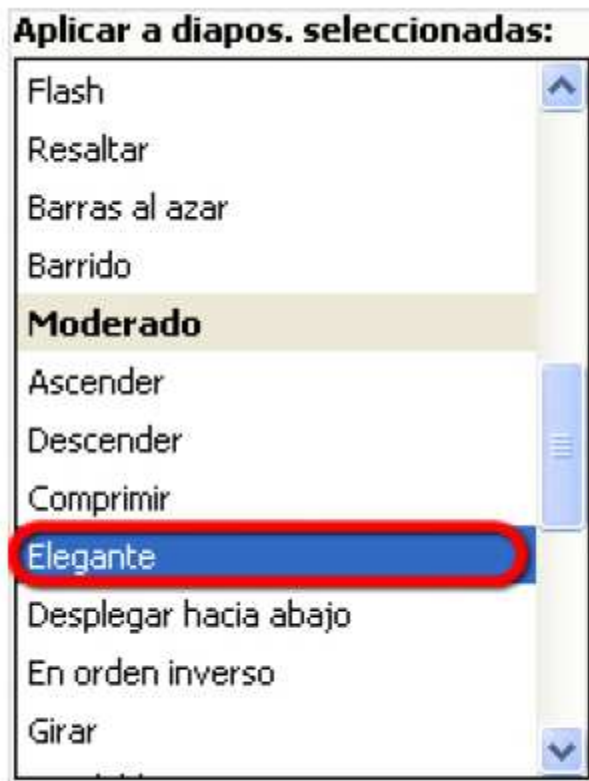 Aplicar a diapos. seleccionadas:
Flash
Resaltar
Barras al azar
Barrido
Moderado
Ascender
Descender
Comprimir
Elegante
Desplegar hacia abajo
En orden inverso
Girar